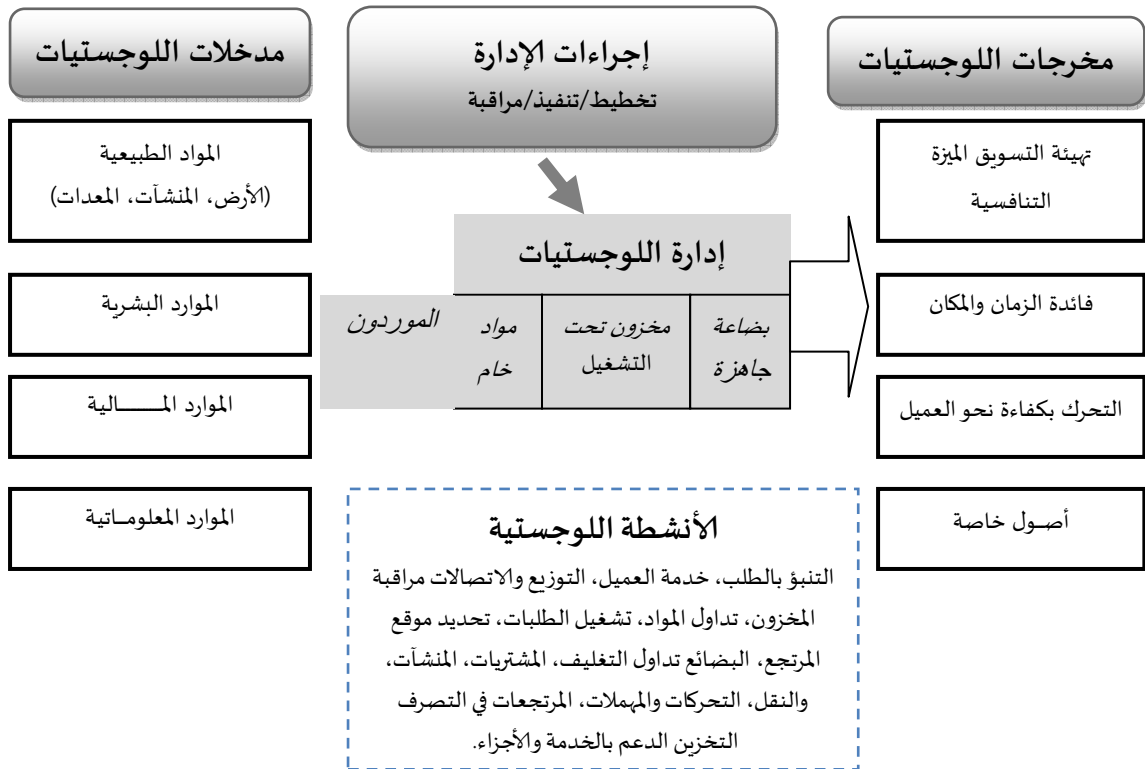 مدخلات اللوجستيات
إجراءات الإدارة
تخطيط/تنفيذ/مراقبة
مخرجات اللوجستيات
المواد الطبيعية
(الأرض، المنشآت، المعدات)
الموارد البشرية
الموارد المـــــالية
الموارد المعلومـاتية
إدارة اللوجستيات
الموردون
مواد
خام
مخزون تحت
التشغيل
بضاعة
جاهزة
تهيئة التسويق الميزة
التنافسية
فائدة الزمان والمكان
التحرك بكفاءة نحو العميل
أصـول خاصة
الأنشطة اللوجستية
التنبؤ بالطلب، خدمة العميل، التوزيع والاتصالات مراقبة
المخزون، تداول المواد، تشغيل الطلبات، تحديد موقع
المرتجع، البضائع تداول التغليف، المشتريات، المنشآت،
والنقل، التحركات والمهملات، المرتجعات في التصرف
التخزين الدعم بالخدمة والأجزاء.